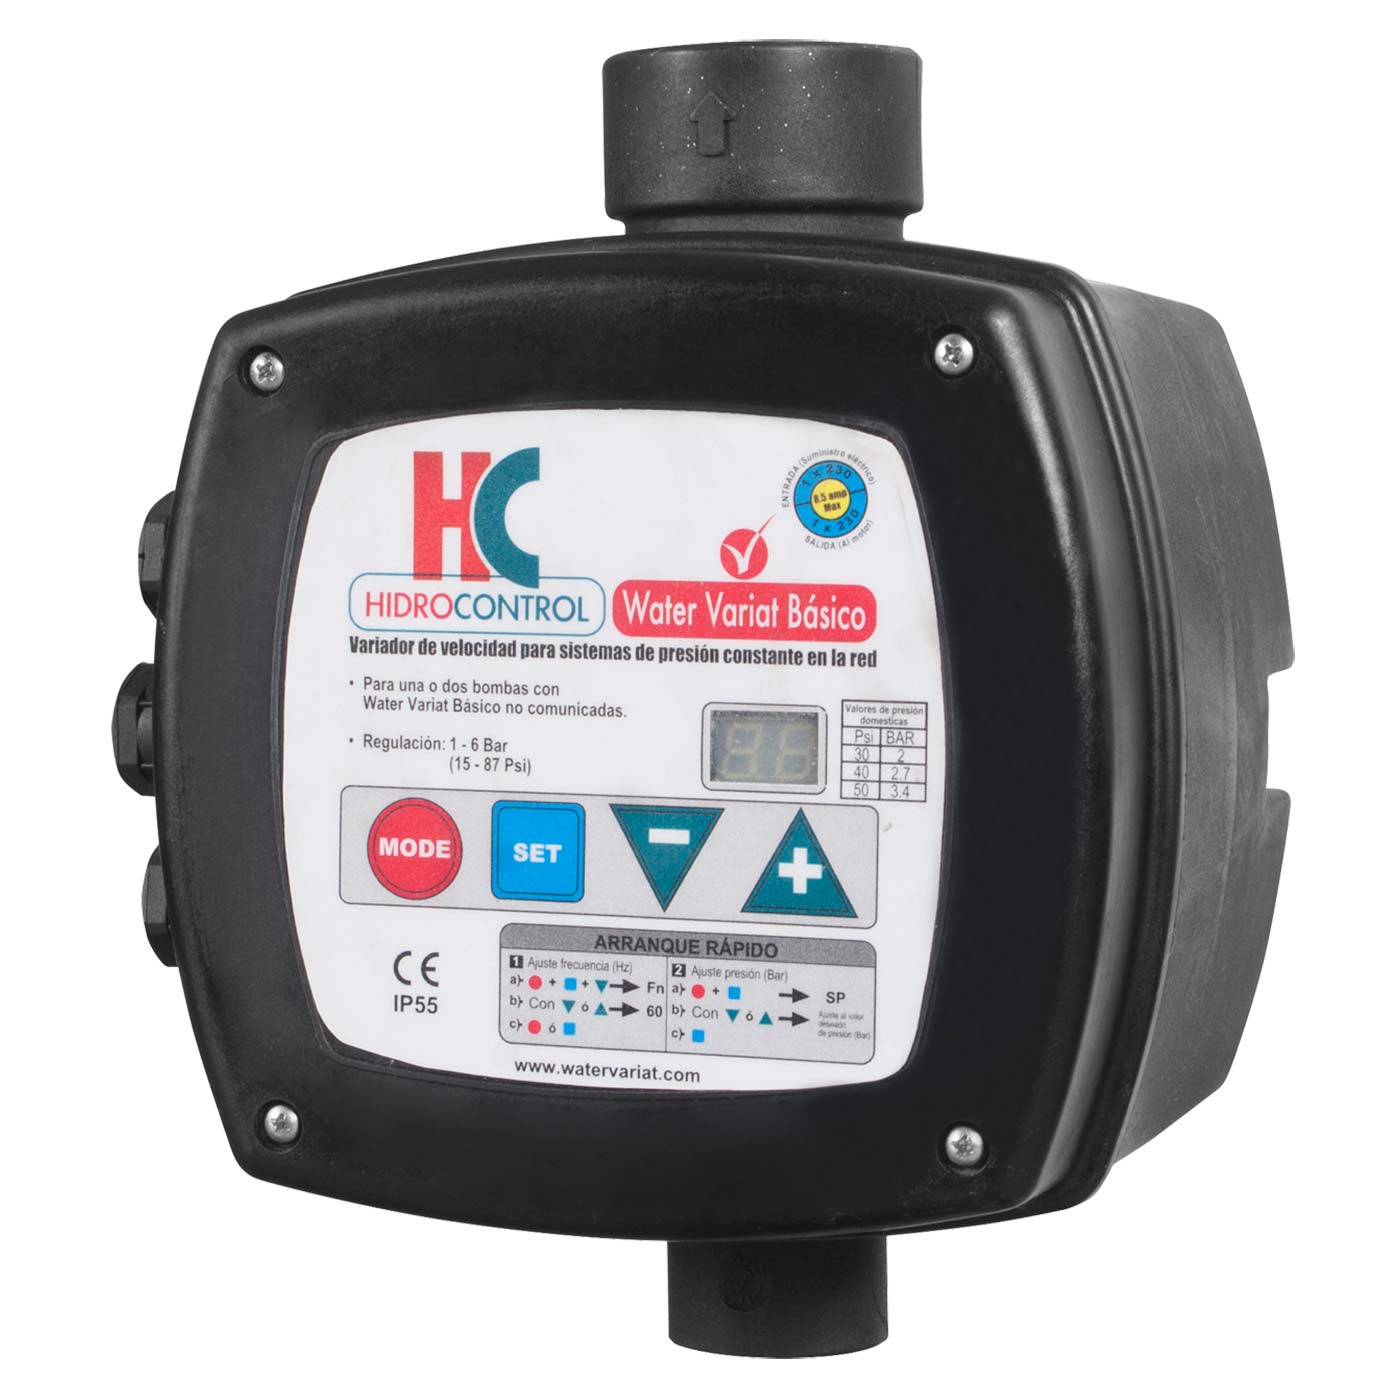 HC
HIDROCONTROL
Water Variat Básico
ENTRADA (Suministro eléctrico)
1 x 230
8.5 amp
Max
1 x 230
SALIDA (Al motor)
Variador de velocidad para sistemas de presión constante en la red
• Para una o dos bombas con
Water Variat Básico no comunicadas.
• Regulación: 1 - 6 Bar
(15 - 87 Psi)
Valores de presión
domesticas
Psi BAR
30 2
40 2.7
50 3.4
MODE
SET
-
+
CE
IP55
ARRANQUE RÁPIDO
1 Ajuste frecuencia (Hz)
a) + + Fn
b) Con ó 60
c) ó
2 Ajuste presión (Bar)
a) + SP
b) Con ó Ajuste al valor
deseado
de presión (Bar)
c)
www.watervariat.com